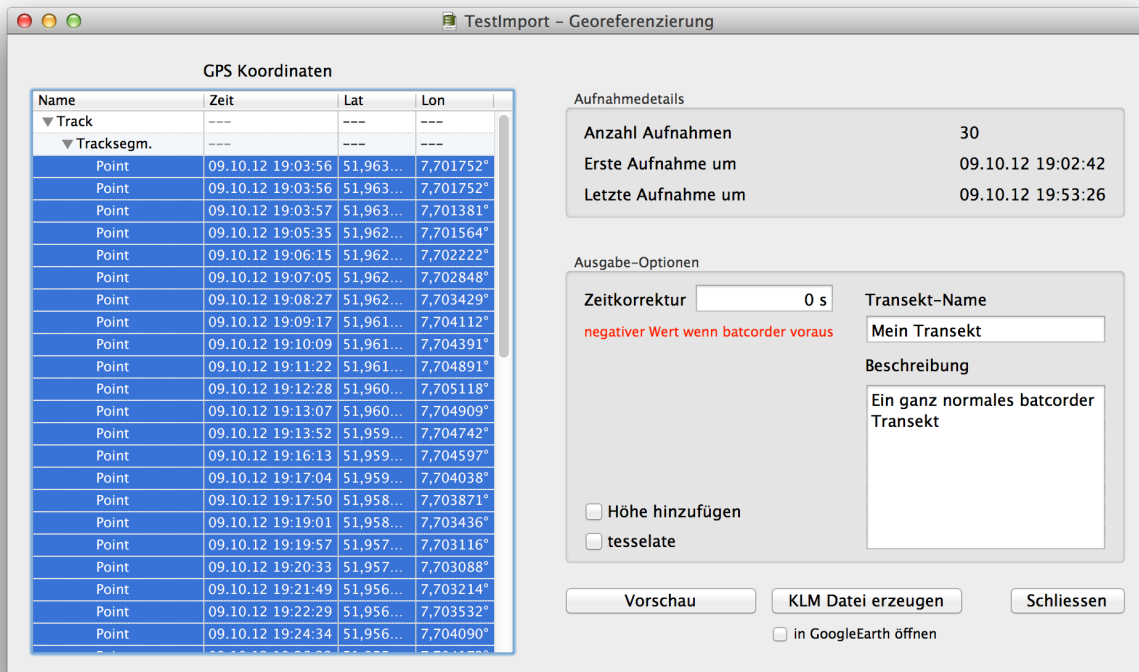 TestImport – Georeferenzierung
GPS Koordinaten
Name Zeit Lat Lon
Track --- --- ---
Tracksegm. --- --- ---
Point 09.10.12 19:03:56 51,963... 7,701752°
Point 09.10.12 19:03:56 51,963... 7,701752°
Point 09.10.12 19:03:57 51,963... 7,701381°
Point 09.10.12 19:05:35 51,962... 7,701564°
Point 09.10.12 19:06:15 51,962... 7,702222°
Point 09.10.12 19:07:05 51,962... 7,702848°
Point 09.10.12 19:08:27 51,962... 7,703429°
Point 09.10.12 19:09:17 51,961... 7,704112°
Point 09.10.12 19:10:09 51,961... 7,704391°
Point 09.10.12 19:11:22 51,961... 7,704891°
Point 09.10.12 19:12:28 51,960... 7,705118°
Point 09.10.12 19:13:07 51,960... 7,704909°
Point 09.10.12 19:13:52 51,959... 7,704742°
Point 09.10.12 19:16:13 51,959... 7,704597°
Point 09.10.12 19:17:04 51,959... 7,704038°
Point 09.10.12 19:17:50 51,958... 7,703871°
Point 09.10.12 19:19:01 51,958... 7,703436°
Point 09.10.12 19:19:57 51,957... 7,703116°
Point 09.10.12 19:20:33 51,957... 7,703088°
Point 09.10.12 19:21:49 51,956... 7,703214°
Point 09.10.12 19:22:29 51,956... 7,703532°
Point 09.10.12 19:24:34 51,956... 7,704090°
Aufnahmedetails
Anzahl Aufnahmen 30
Erste Aufnahme um 09.10.12 19:02:42
Letzte Aufnahme um 09.10.12 19:53:26
Ausgabe-Optionen
Zeitkorrektur 0 s
negativer Wert wenn batcorder voraus
Transekt-Name
Mein Transekt
Beschreibung
Ein ganz normales batcorder
Transekt
Höhe hinzufügen
tesselate
Vorschau KLM Datei erzeugen Schliessen
in GoogleEarth öffnen